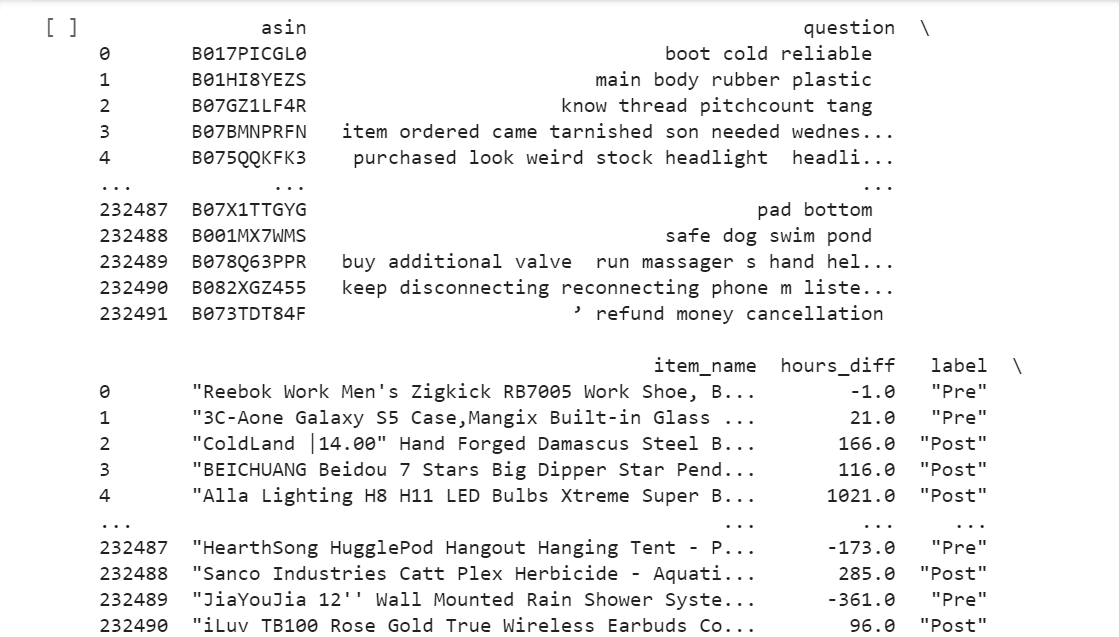 [ ] asin question \
0 B017PICGL0 boot cold reliable
1 B01HI8YEZS main body rubber plastic
2 B07GZ1LF4R know thread pitchcount tang
3 B07BMNPRFN item ordered came tarnished son needed wednes...
4 B075QQKFK3 purchased look weird stock headlight headli...
... ... ...
232487 B07X1TTGYG pad bottom
232488 B001MX7WMS safe dog swim pond
232489 B078Q63PPR buy additional valve run massager s hand hel...
232490 B082XGZ455 keep disconnecting reconnecting phone m liste...
232491 B073TDT84F ’ refund money cancellation
item_name hours_diff label \
0 "Reebok Work Men's Zigkick RB7005 Work Shoe, B... -1.0 "Pre"
1 "3C-Aone Galaxy S5 Case,Mangix Built-in Glass ... 21.0 "Pre"
2 "ColdLand |14.00" Hand Forged Damascus Steel B... 166.0 "Post"
3 "BEICHUANG Beidou 7 Stars Big Dipper Star Pend... 116.0 "Post"
4 "Alla Lighting H8 H11 LED Bulbs Xtreme Super B... 1021.0 "Post"
... ... ... ...
232487 "HearthSong HugglePod Hangout Hanging Tent - P... -173.0 "Pre"
232488 "Sanco Industries Catt Plex Herbicide - Aquati... 285.0 "Post"
232489 "JiaYouJia 12'' Wall Mounted Rain Shower Syste... -361.0 "Pre"
232490 "iLuv TB100 Rose Gold True Wireless Earbuds Co... 96.0 "Post"